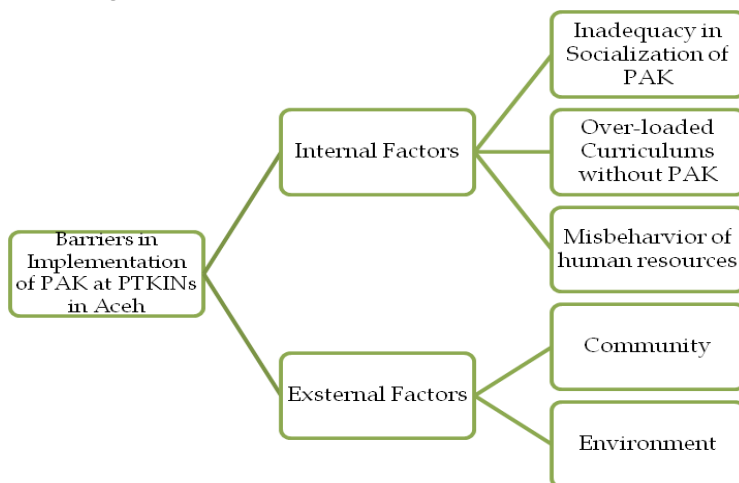 Inadequacy in
Socialization of
PAK
Internal Factors
Over-loaded
Curriculums
without PAK
Misbeharvior of
human resources
Barriers in
Implementation
of PAK at PTKINs
in Aceh
Community
Exsternal Factors
Environment